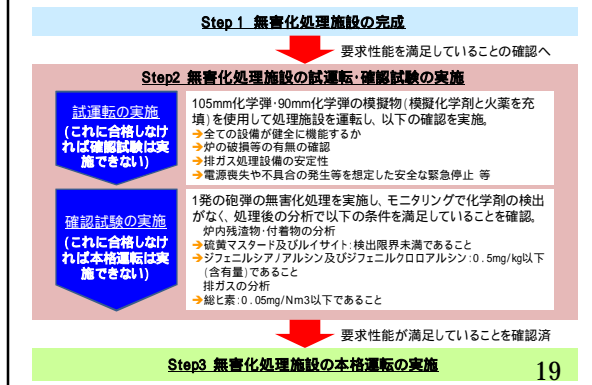 Step 1 無害化処理施設の完成
要求性能を満足していることの確認へ
Step2 無害化処理施設の試運転・確認試験の実施
試運転の実施
(これに合格しなけ
れば確認試験は実
施できない)
105mm化学弾・90mm化学弾の模擬物(模擬化学剤と火薬を充
填)を使用して処理施設を運転し、以下の確認を実施。
➔全ての設備が健全に機能するか
➔炉の破損等の有無の確認
➔排ガス処理設備の安定性
➔電源喪失や不具合の発生等を想定した安全な緊急停止 等
確認試験の実施
(これに合格しなけ
れば本格運転は実
施できない)
1発の砲弾の無害化処理を実施し、モニタリングで化学剤の検出
がなく、処理後の分析で以下の条件を満足していることを確認。
炉内残渣物・付着物の分析
➔硫黄マスタード及びルイサイト:検出限界未満であること
➔ジフェニルシアノアルシン及びジフェニルクロロアルシン:0.5mg/kg以下
(含有量)であること
排ガスの分析
➔総ヒ素:0.05mg/Nm3以下であること
要求性能が満足していることを確認済
Step3 無害化処理施設の本格運転の実施
19